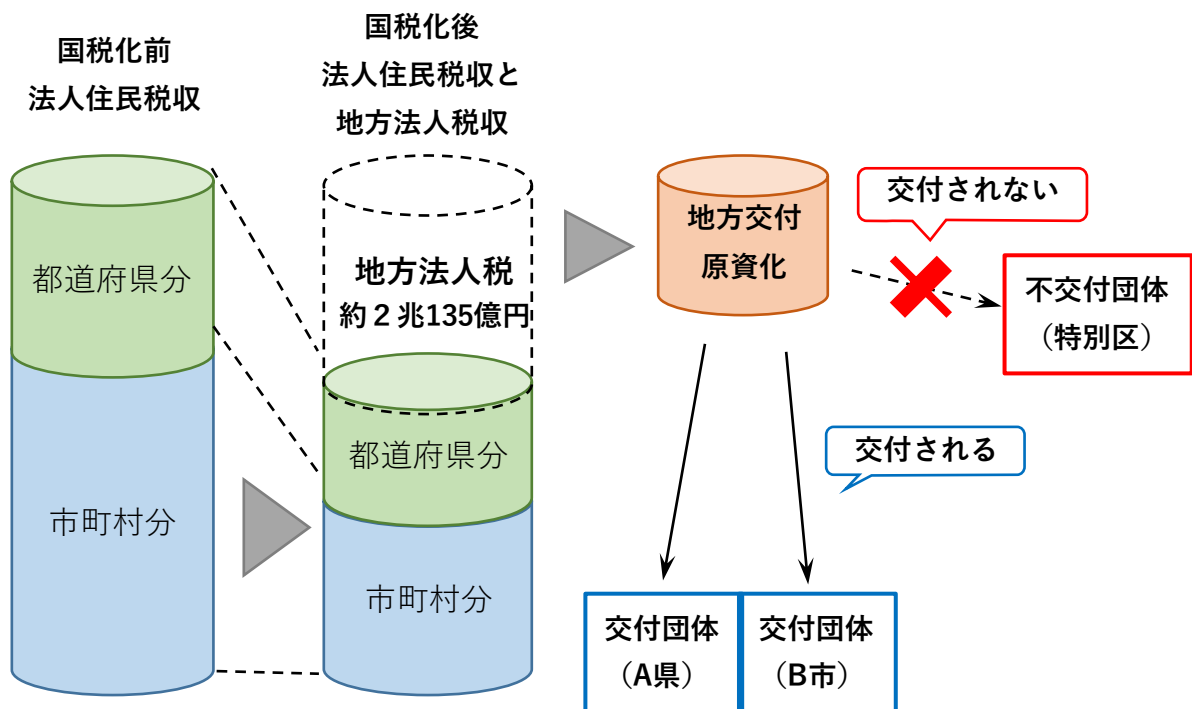 国税化前
法人住民税収
国税化後
法人住民税収と
地方法人税収
都道府県分
市町村分
地方法人税
約２兆135億円
都道府県分
市町村分
地方交付
原資化
交付されない
不交付団体
（特別区）
交付される
交付団体
（A県）
交付団体
（B市）